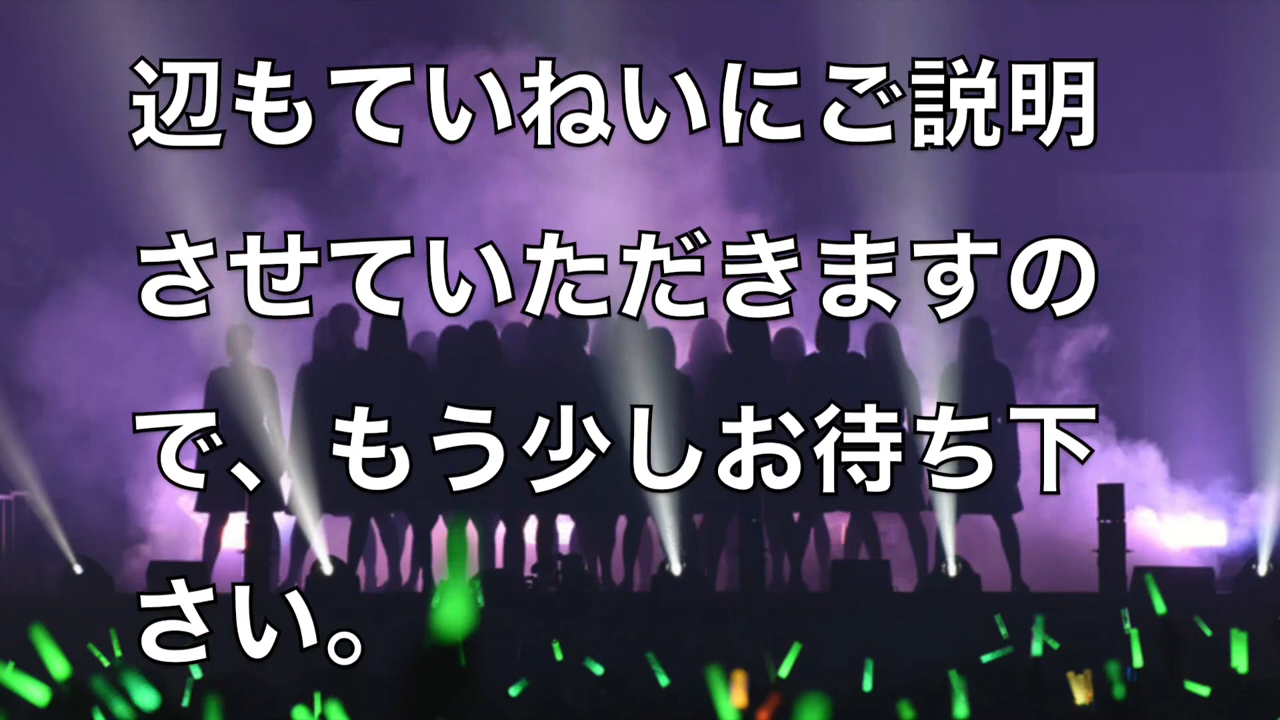 辺もていねいにご説明
させていただきますの
で、もう少しお待ち下
さい。